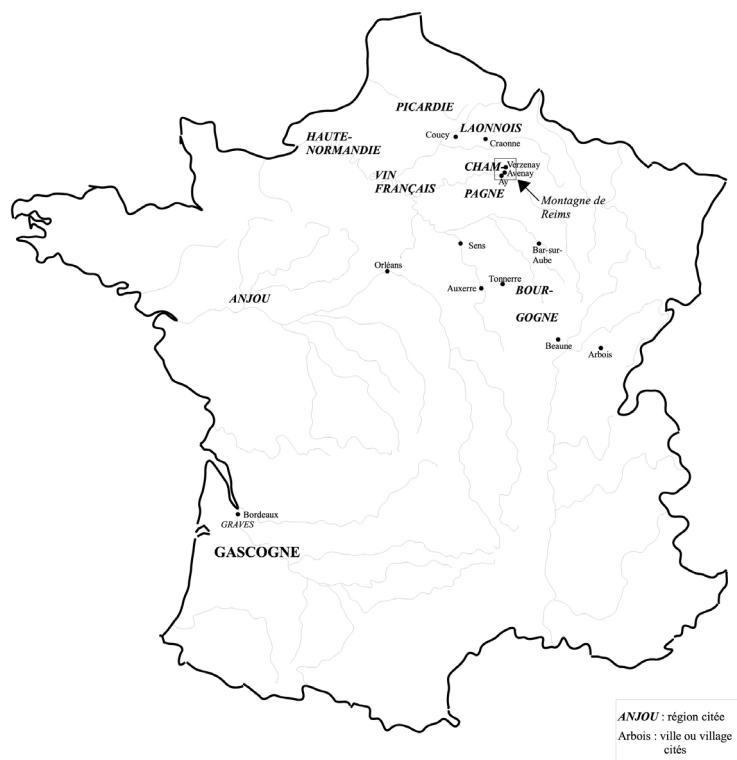 PICARDIE
LAONNOIS
HAUTE-
NORMANDIE
Coucy
Craonne
CHAM-
PAGNE
Verzenay
Avenay
Ay
VIN
FRANÇAIS
Montagne de
Reims
Sens
Bar-sur-
Aube
Orléans
Tonnerre
Auxerre
BOUR-
GOGNE
ANJOU
Beaune
Arbois
Bordeaux
GRAVES
GASCOGNE
ANJOU : région citée
Arbois : ville ou village
cités